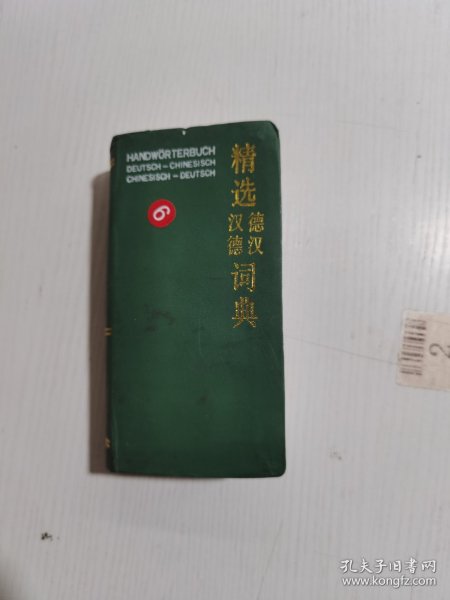 HANDWÖRTERBUCH
DEUTSCH – CHINESISCH
CHINESISCH – DEUTSCH
精选
德汉
汉德
词典
6
2
孔夫子旧书网
www.kongfz.com